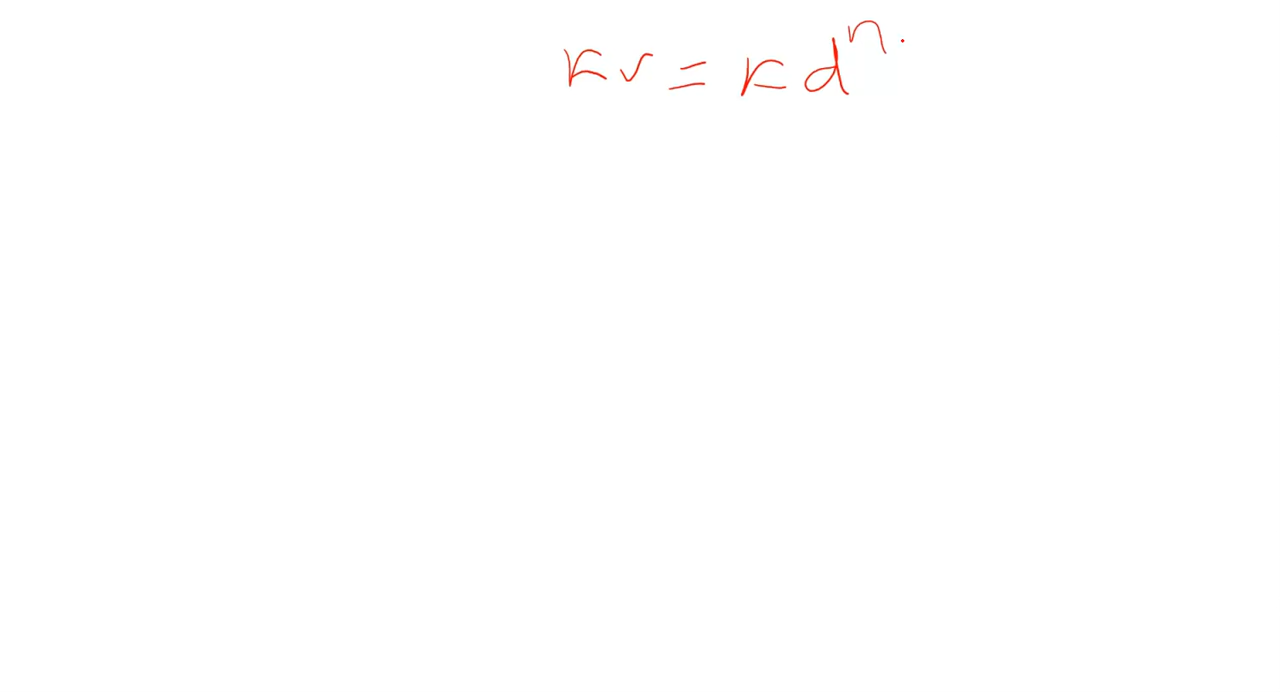 kv = kd^n.